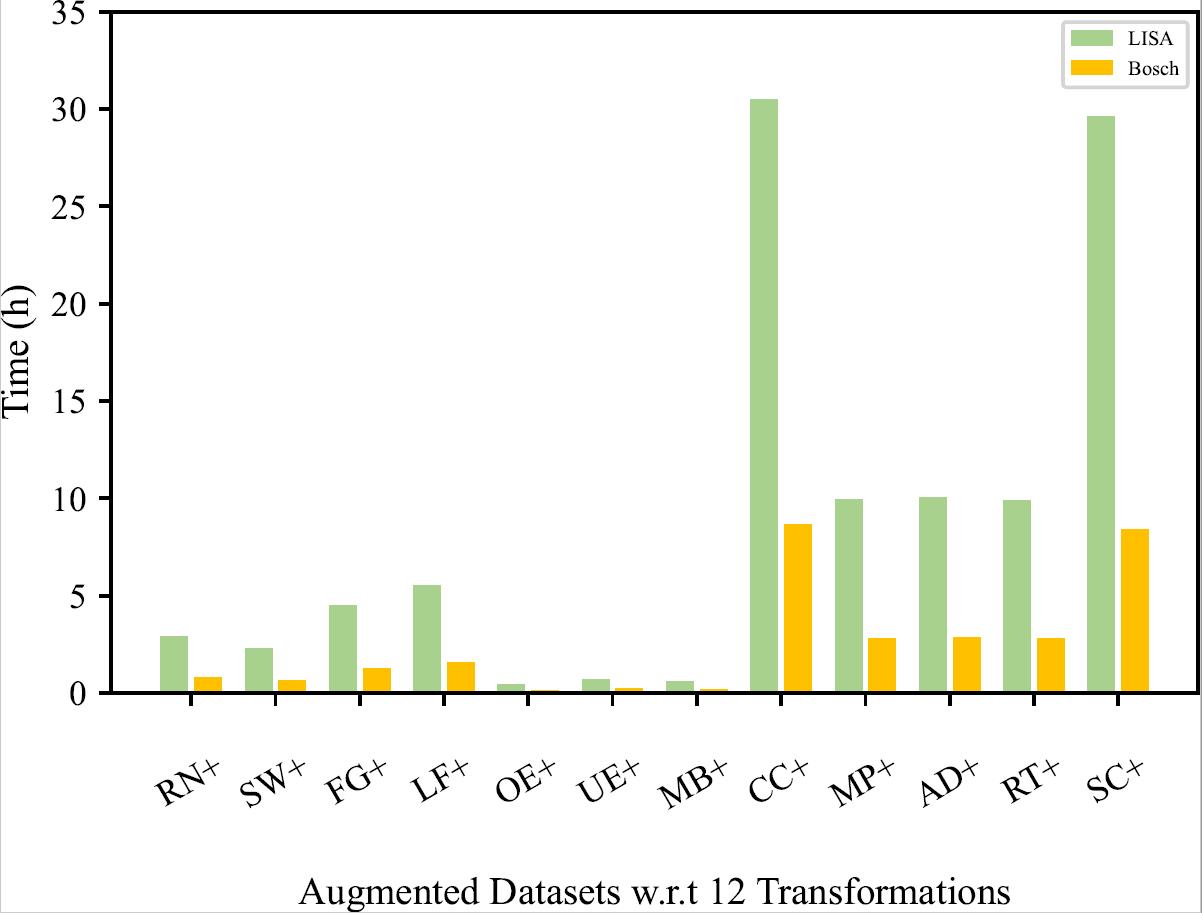 35
30
25
20
15
10
5
0
Time (h)
LISA
Bosch
RN+ SW+ FG+ LF+ OE+ UE+ MB+ CC+ MP+ AD+ RT+ SC+
Augmented Datasets w.r.t 12 Transformations